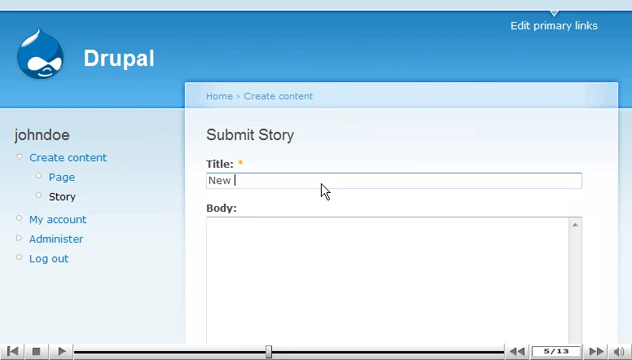 Edit primary links
Drupal
Home › Create content
johndoe
Create content
Page
Story
My account
Administer
Log out
Submit Story
Title: *
New
Body:
5/13